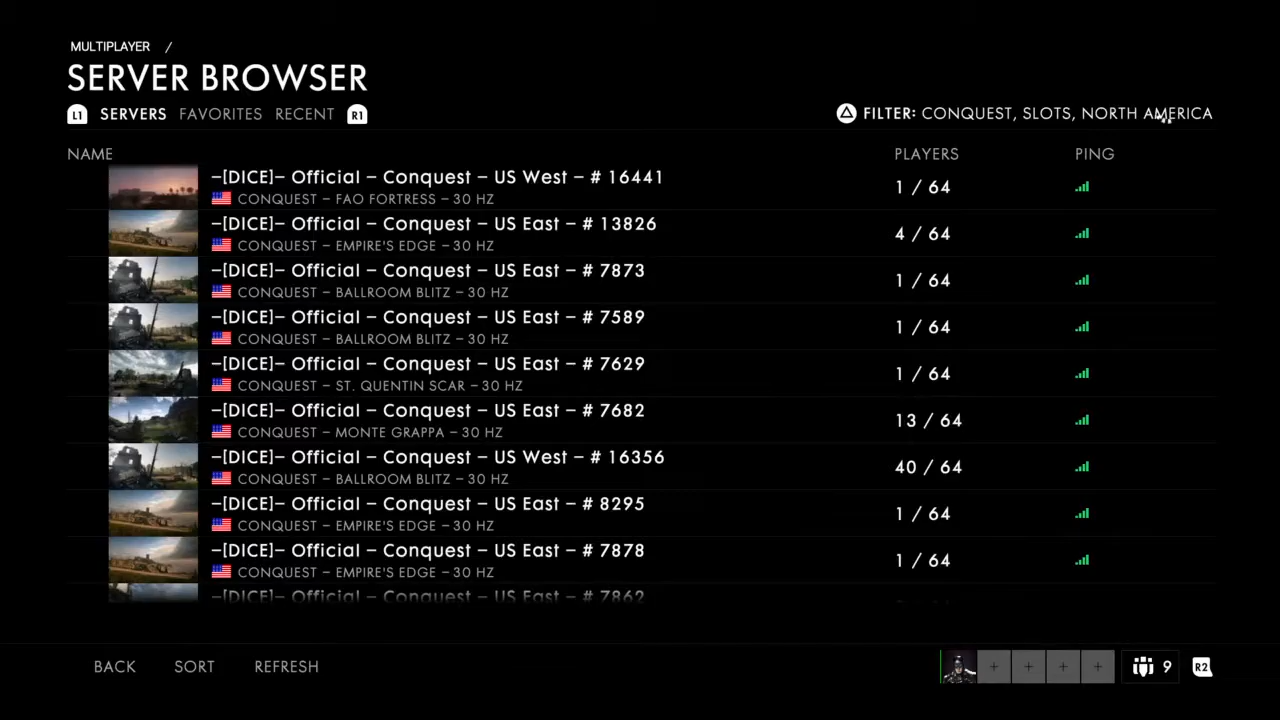 MULTIPLAYER /
SERVER BROWSER
L1 SERVERS FAVORITES RECENT R1
FILTER: CONQUEST, SLOTS, NORTH AMERICA
NAME PLAYERS PING
–[DICE]– Official – Conquest – US West – # 16441
CONQUEST – FAO FORTRESS – 30 HZ
1 / 64
–[DICE]– Official – Conquest – US East – # 13826
CONQUEST – EMPIRE'S EDGE – 30 HZ
4 / 64
–[DICE]– Official – Conquest – US East – # 7873
CONQUEST – BALLROOM BLITZ – 30 HZ
1 / 64
–[DICE]– Official – Conquest – US East – # 7589
CONQUEST – BALLROOM BLITZ – 30 HZ
1 / 64
–[DICE]– Official – Conquest – US East – # 7629
CONQUEST – ST. QUENTIN SCAR – 30 HZ
1 / 64
–[DICE]– Official – Conquest – US East – # 7682
CONQUEST – MONTE GRAPPA – 30 HZ
13 / 64
–[DICE]– Official – Conquest – US West – # 16356
CONQUEST – BALLROOM BLITZ – 30 HZ
40 / 64
–[DICE]– Official – Conquest – US East – # 8295
CONQUEST – EMPIRE'S EDGE – 30 HZ
1 / 64
–[DICE]– Official – Conquest – US East – # 7878
CONQUEST – EMPIRE'S EDGE – 30 HZ
1 / 64
–[DICE]– Official – Conquest – US East – # 7862
BACK SORT REFRESH
9 R2